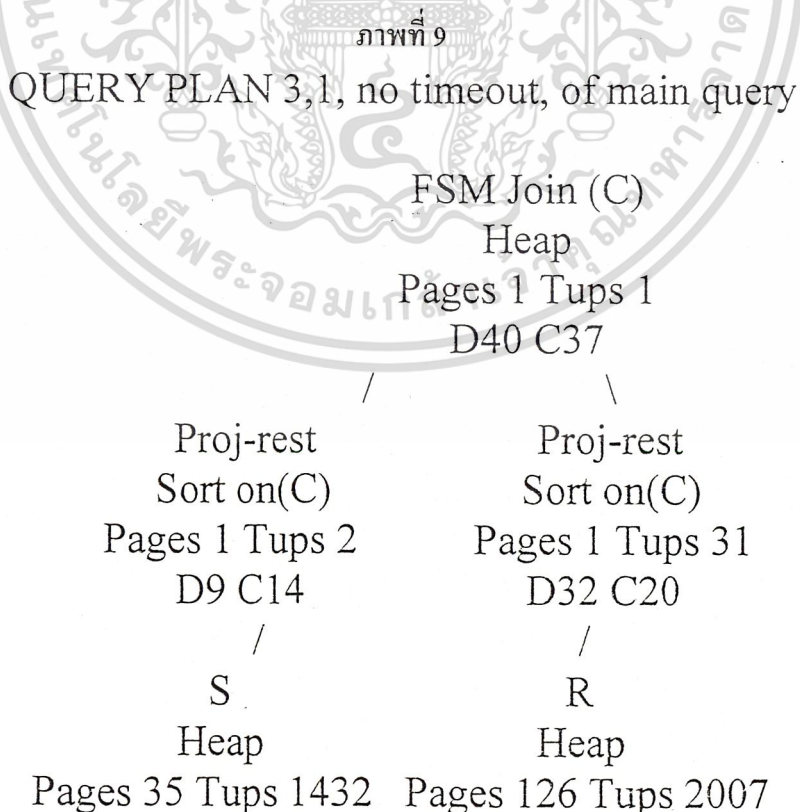 ภาพที่ 9
QUERY PLAN 3,1, no timeout, of main query
FSM Join (C)
Heap
Pages 1 Tups 1
D40 C37
/ \
Proj-rest Proj-rest
Sort on(C) Sort on(C)
Pages 1 Tups 2 Pages 1 Tups 31
D9 C14 D32 C20
/ /
S R
Heap Heap
Pages 35 Tups 1432 Pages 126 Tups 2007